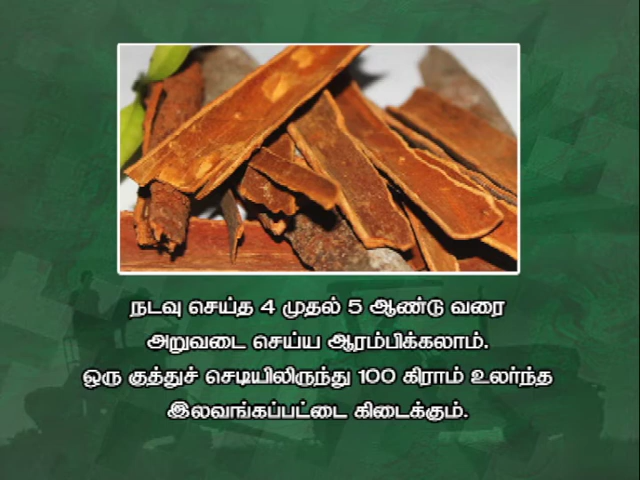 நடவு செய்த 4 முதல் 5 ஆண்டு வரை
அறுவடை செய்ய ஆரம்பிக்கலாம்.
ஒரு குத்துச் செடியிலிருந்து 100 கிராம் உலர்ந்த
இலவங்கப்பட்டை கிடைக்கும்.